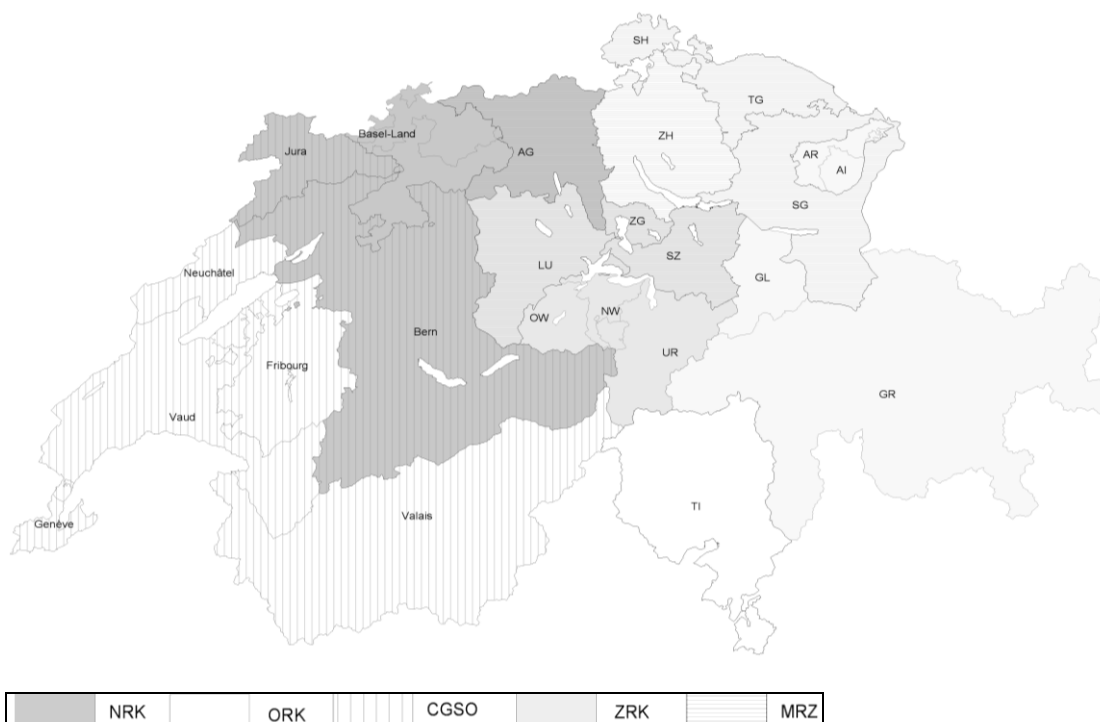 SH
TG
ZH
Basel-Land
AG
Jura
AR
AI
SG
ZG
SZ
Neuchâtel
LU
GL
OW
NW
Bern
UR
Fribourg
GR
Vaud
TI
Valais
Genève
NRK ORK CGSO ZRK MRZ